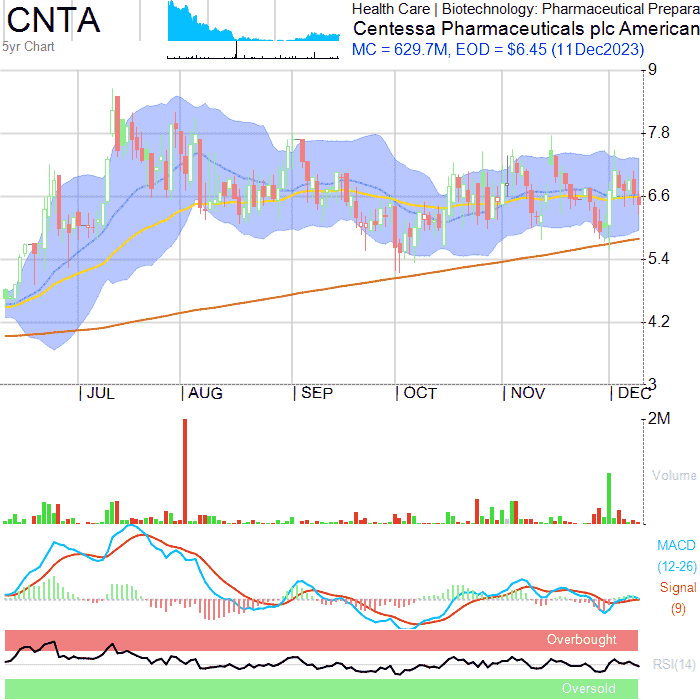 CNTA
5yr Chart
Health Care | Biotechnology: Pharmaceutical Prepara
Centessa Pharmaceuticals plc American
MC = 629.7M, EOD = $6.45 (11Dec2023)
9
7.8
6.6
5.4
4.2
3
| JUL
| AUG
| SEP
| OCT
| NOV
| DEC
2M
Volume
MACD
(12-26)
Signal
(9)
Overbought
RSI(14)
Oversold